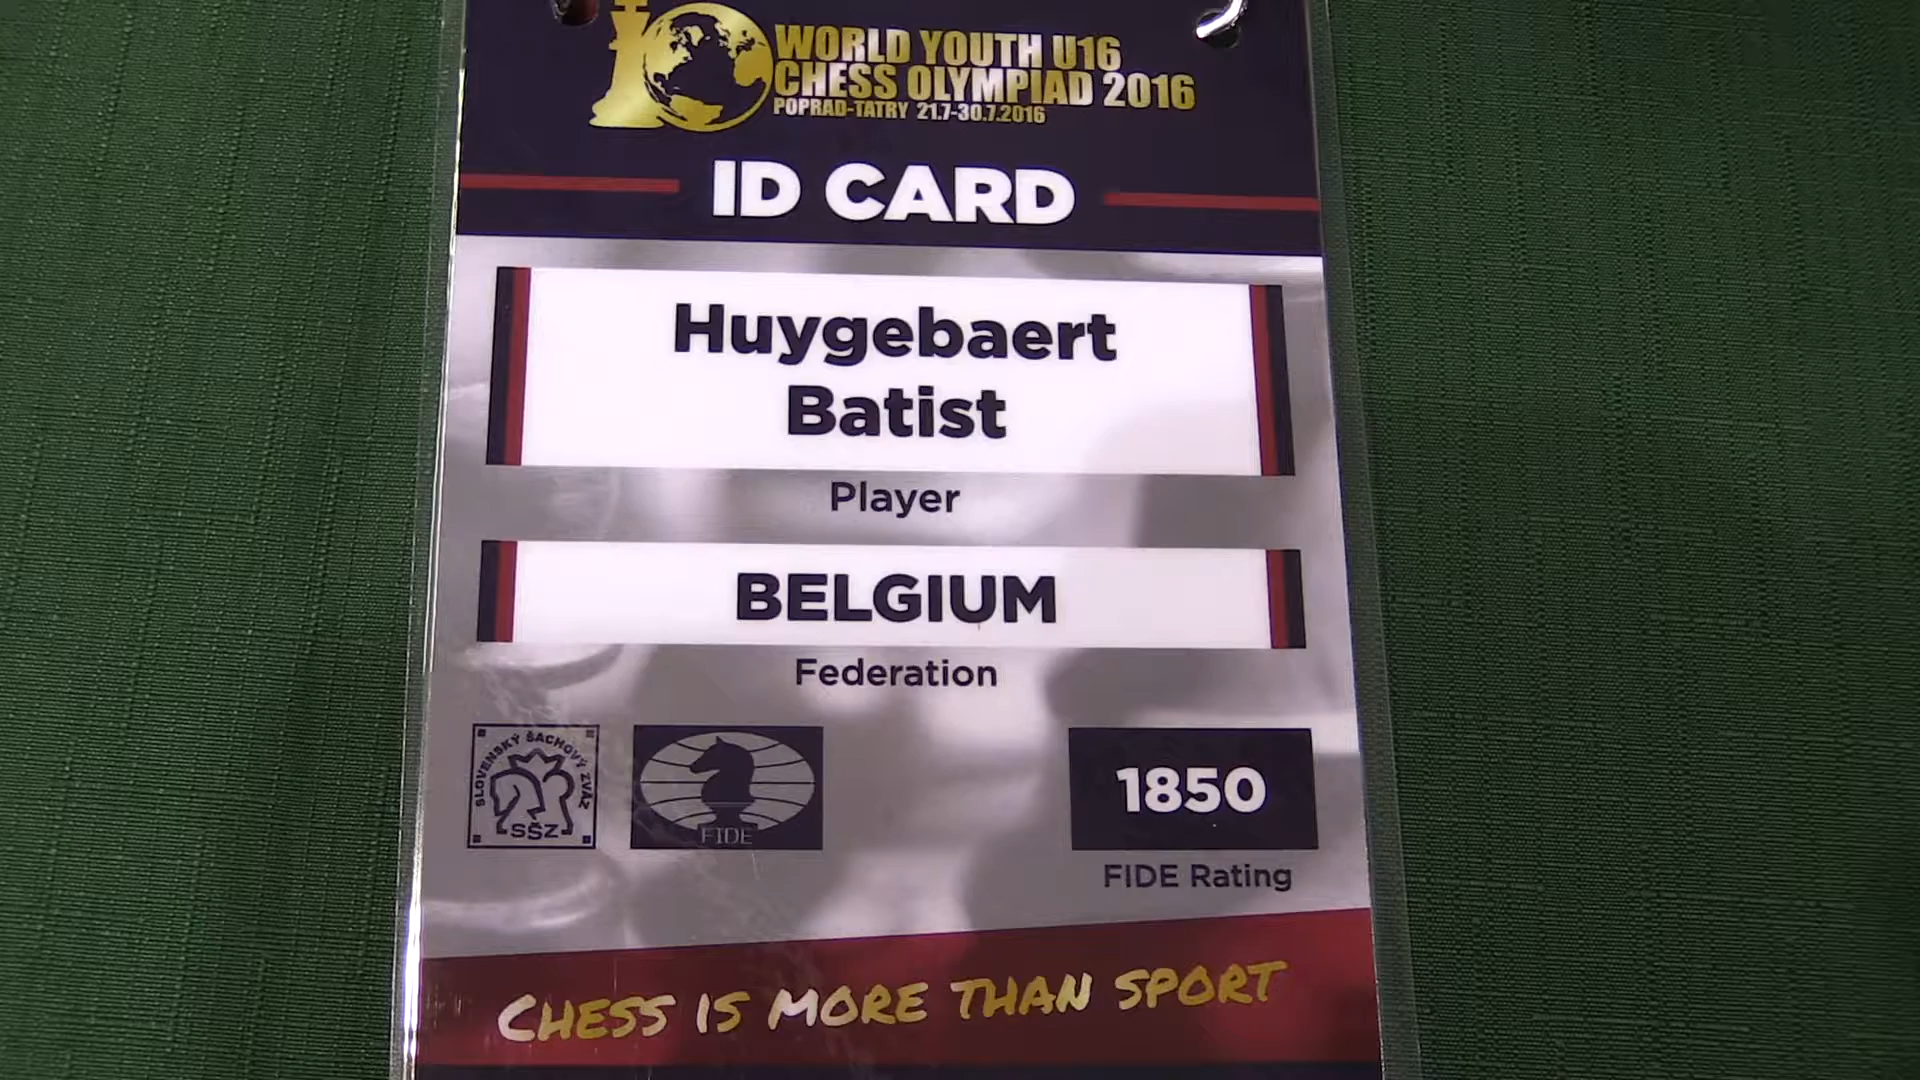 WORLD YOUTH U16
CHESS OLYMPIAD 2016
POPRAD-TATRY 21.7-30.7.2016
ID CARD
Huygebaert
Batist
Player
BELGIUM
Federation
SLOVENSKÝ ŠACHOVÝ ZVÄZ
SŠZ
FIDE
1850
FIDE Rating
CHESS IS MORE THAN SPORT